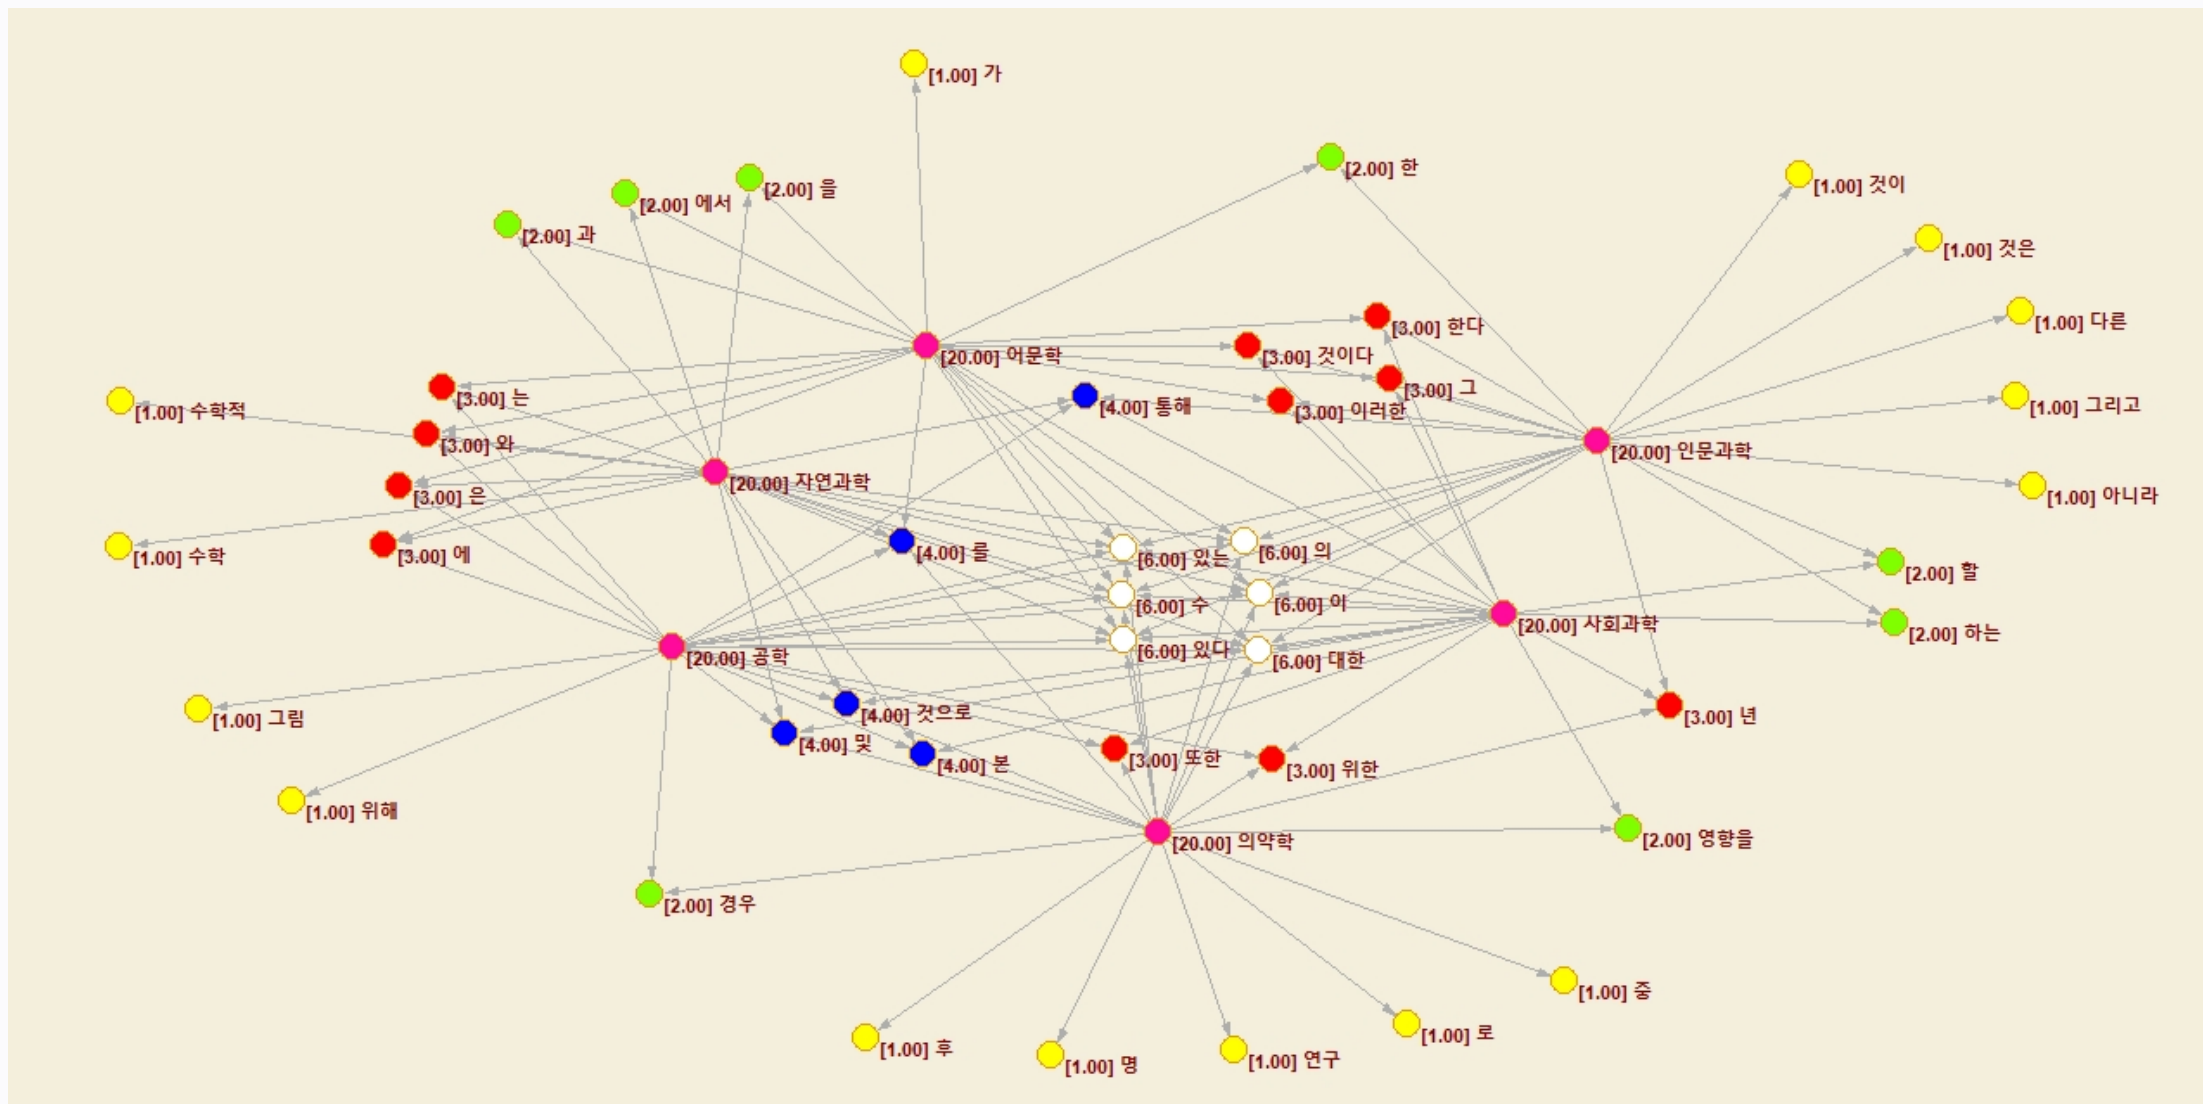 [1.00] 가
[2.00] 한
[1.00] 것이
[2.00] 을
[2.00] 에서
[2.00] 과
[1.00] 것은
[1.00] 다른
[3.00] 한다
[20.00] 어문학
[3.00] 것이다
[3.00] 그
[3.00] 는
[4.00] 통해
[3.00] 이러한
[1.00] 그리고
[1.00] 수학적
[3.00] 와
[20.00] 인문과학
[20.00] 자연과학
[3.00] 은
[1.00] 아니라
[4.00] 를
[6.00] 의
[1.00] 수학
[3.00] 에
[6.00] 있는
[2.00] 할
[6.00] 수
[6.00] 이
[20.00] 사회과학
[2.00] 하는
[6.00] 있다
[20.00] 공학
[6.00] 대한
[4.00] 것으로
[3.00] 년
[1.00] 그림
[4.00] 및
[3.00] 또한
[4.00] 본
[3.00] 위한
[1.00] 위해
[20.00] 의약학
[2.00] 영향을
[2.00] 경우
[1.00] 중
[1.00] 로
[1.00] 후
[1.00] 연구
[1.00] 명